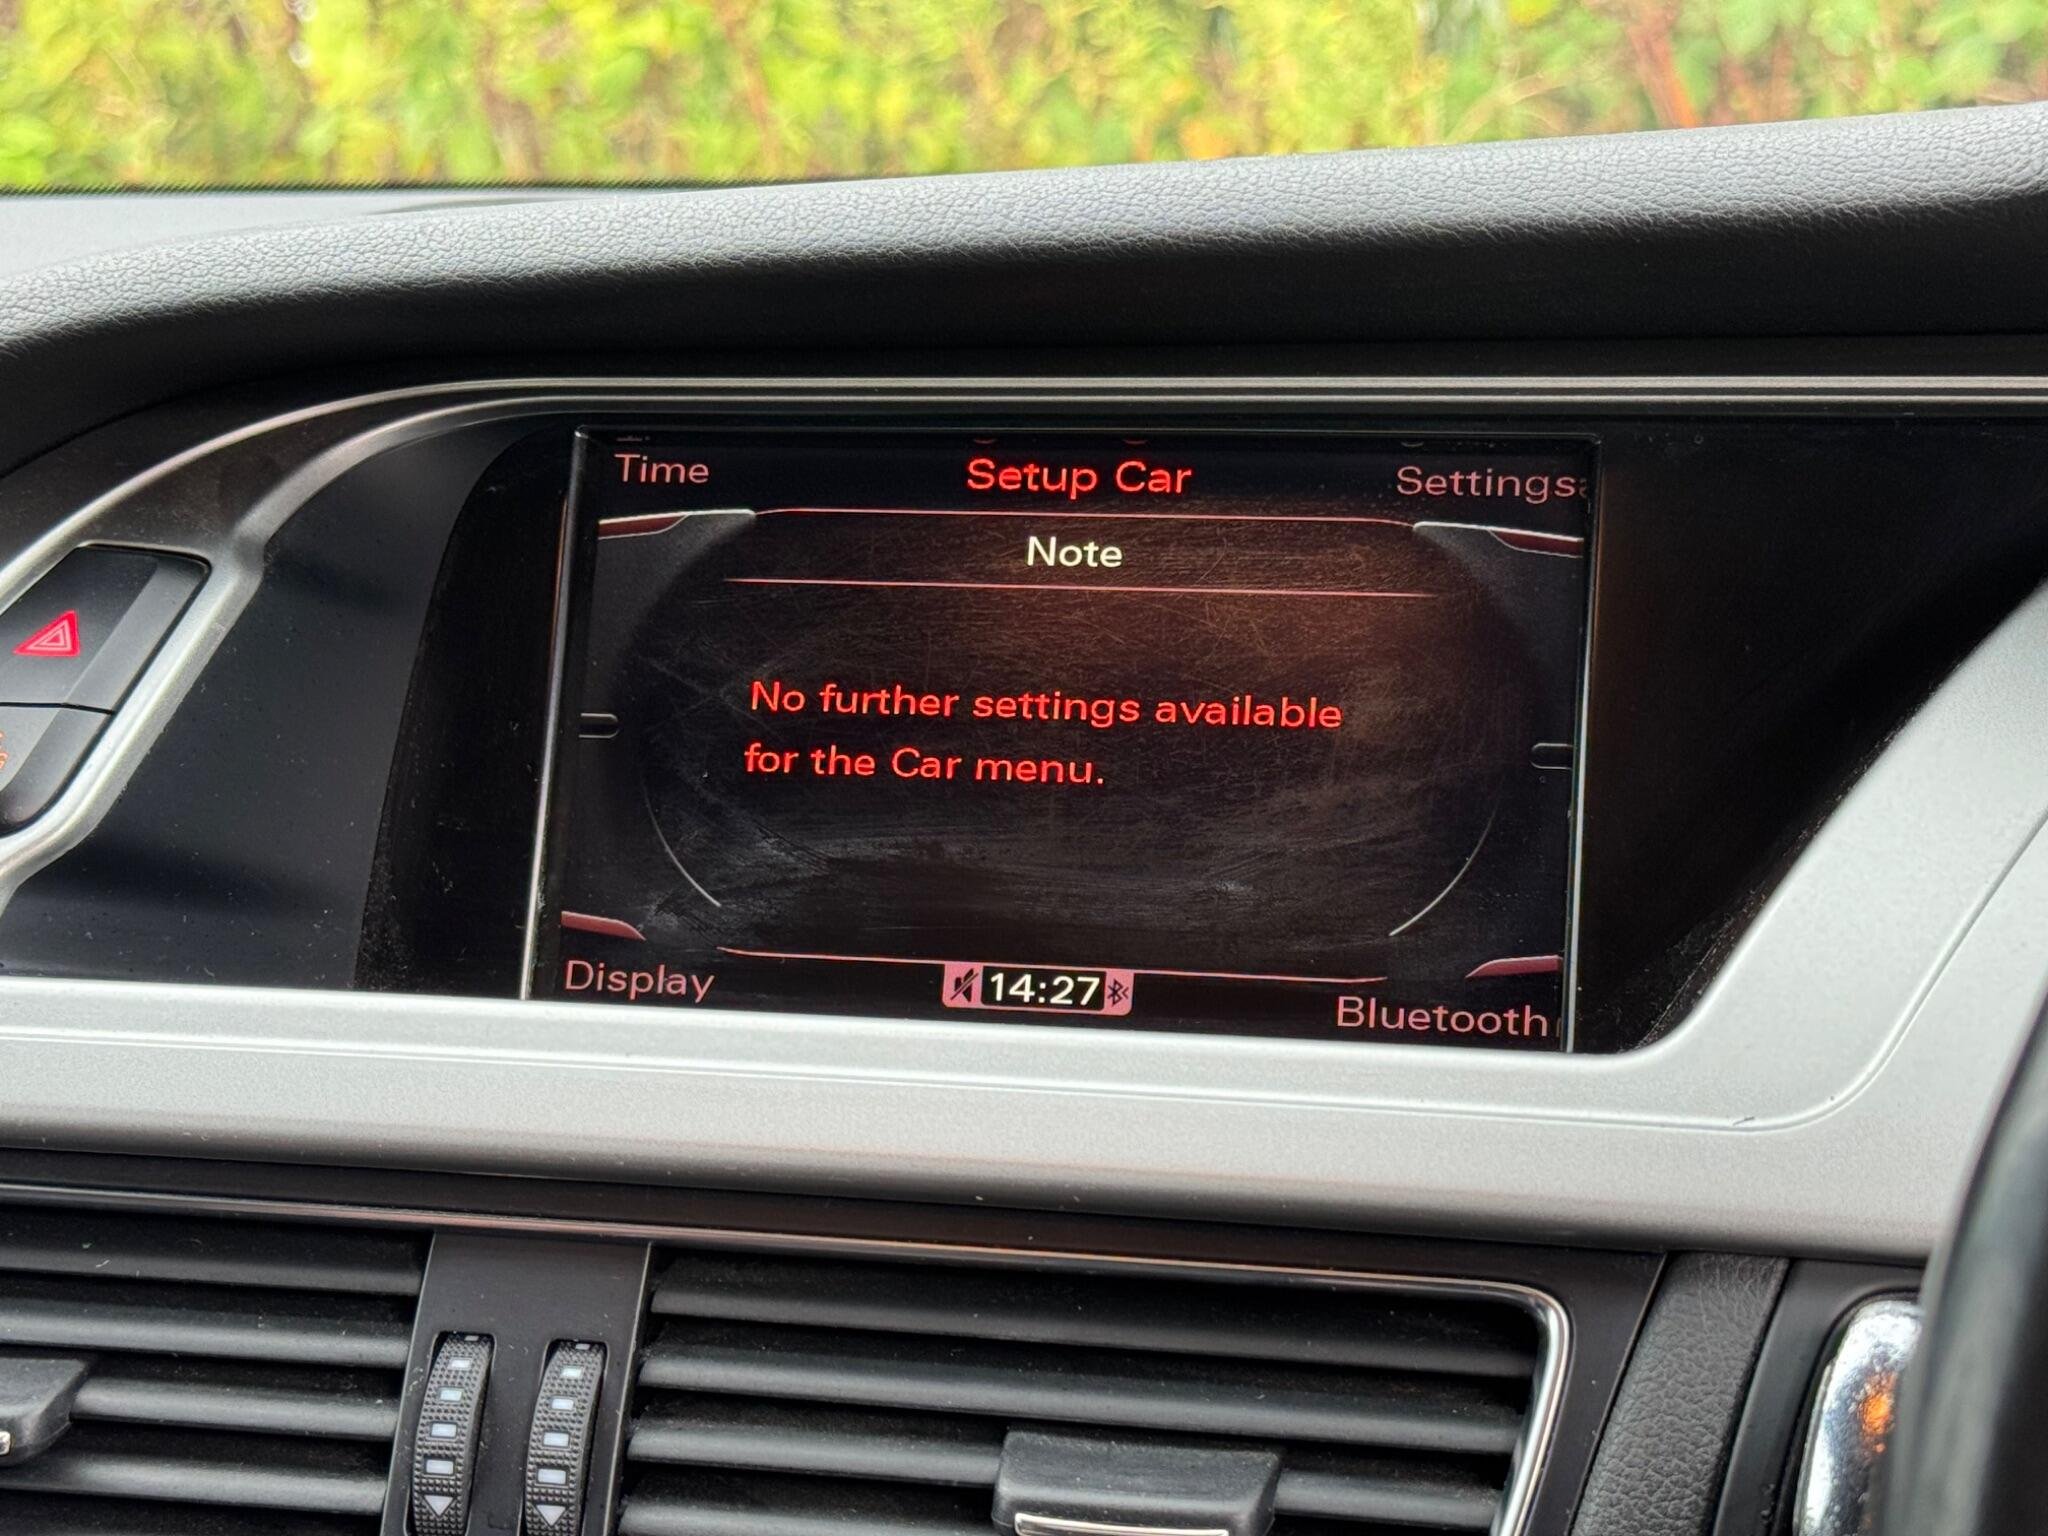 Time
Setup Car
Settings
Note
No further settings available
for the Car menu.
Display
14:27
Bluetooth